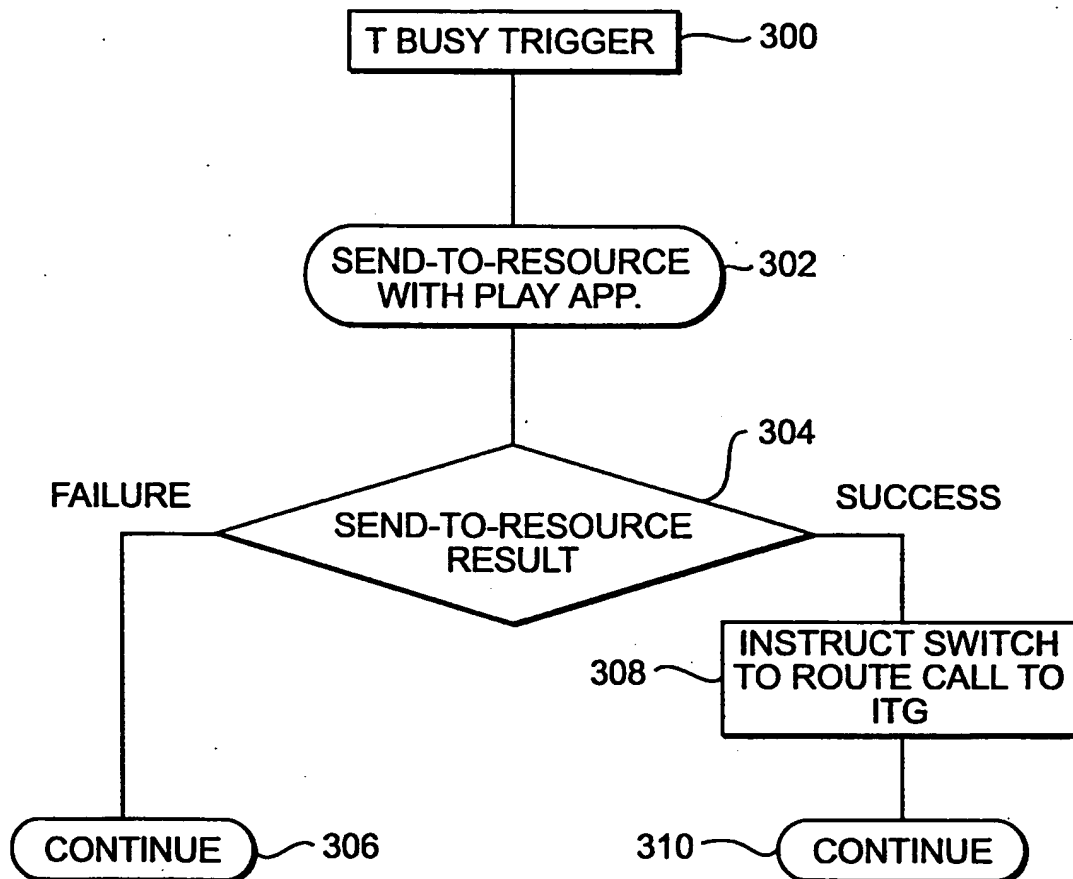 T BUSY TRIGGER
300
SEND-TO-RESOURCE
WITH PLAY APP.
302
304
FAILURE
SUCCESS
SEND-TO-RESOURCE
RESULT
308
INSTRUCT SWITCH
TO ROUTE CALL TO
ITG
CONTINUE
306
310
CONTINUE